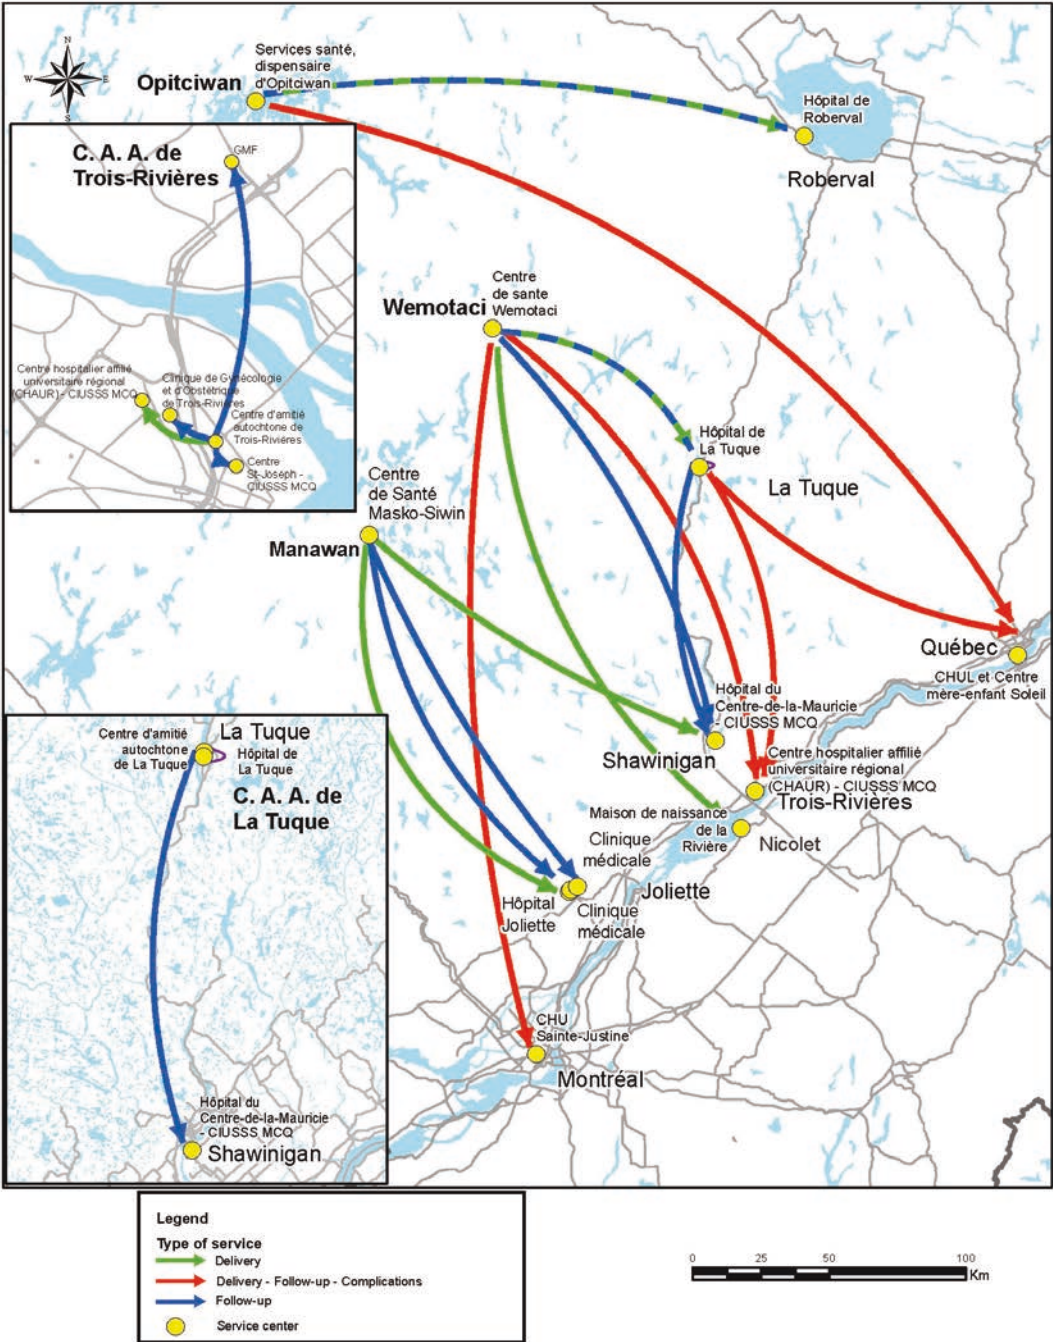 N
W
E
S
Services santé,
dispensaire
d'Opitciwan
Opitciwan
Hôpital de
Roberval
Roberval
C. A. A. de
Trois-Rivières
GMF
Centre hospitalier affilié
universitaire régional
(CHAUR) - CIUSSS MCQ
Clinique de Gynécologie
et d'Obstétrique
de Trois-Rivières
Centre d'amitié
autochtone de
Trois-Rivières
Centre
St-Joseph -
CIUSSS MCQ
Centre
de sante
Wemotaci
Wemotaci
Hôpital de
La Tuque
La Tuque
Centre
de Santé
Masko-Siwin
Manawan
Québec
CHUL et Centre
mère-enfant Soleil
Hôpital du
Centre-de-la-Mauricie
- CIUSSS MCQ
Shawinigan
Centre hospitalier affilié
universitaire régional
(CHAUR) - CIUSSS MCQ
Trois-Rivières
Maison de naissance
de la
Rivière
Nicolet
Clinique
médicale
Joliette
Hôpital
Joliette
Clinique
médicale
CHU
Sainte-Justine
Montréal
Centre d'amitié
autochtone
de La Tuque
La Tuque
Hôpital de
La Tuque
C. A. A. de
La Tuque
Hôpital du
Centre-de-la-Mauricie
- CIUSSS MCQ
Shawinigan
Legend
Type of service
Delivery
Delivery - Follow-up - Complications
Follow-up
Service center
0 25 50 100
Km